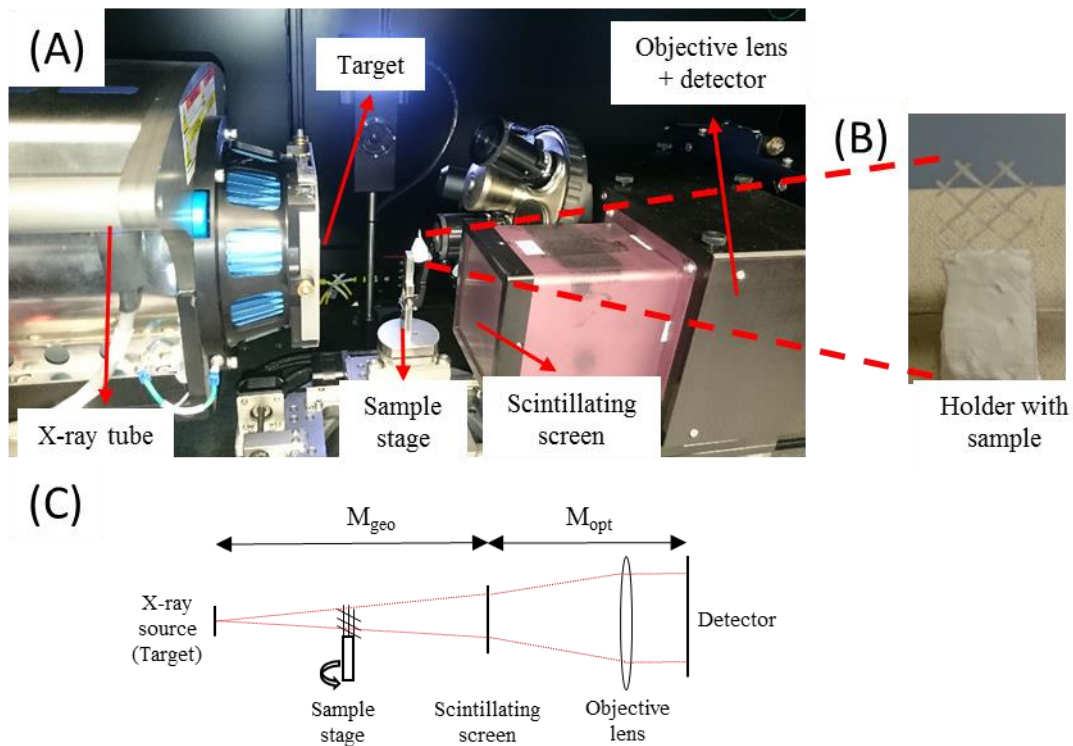 (A)
Target
Objective lens
+ detector
(B)
X-ray tube
Sample
stage
Scintillating
screen
Holder with
sample
(C)
M_geo
M_opt
X-ray
source
(Target)
Detector
Sample
stage
Scintillating
screen
Objective
lens